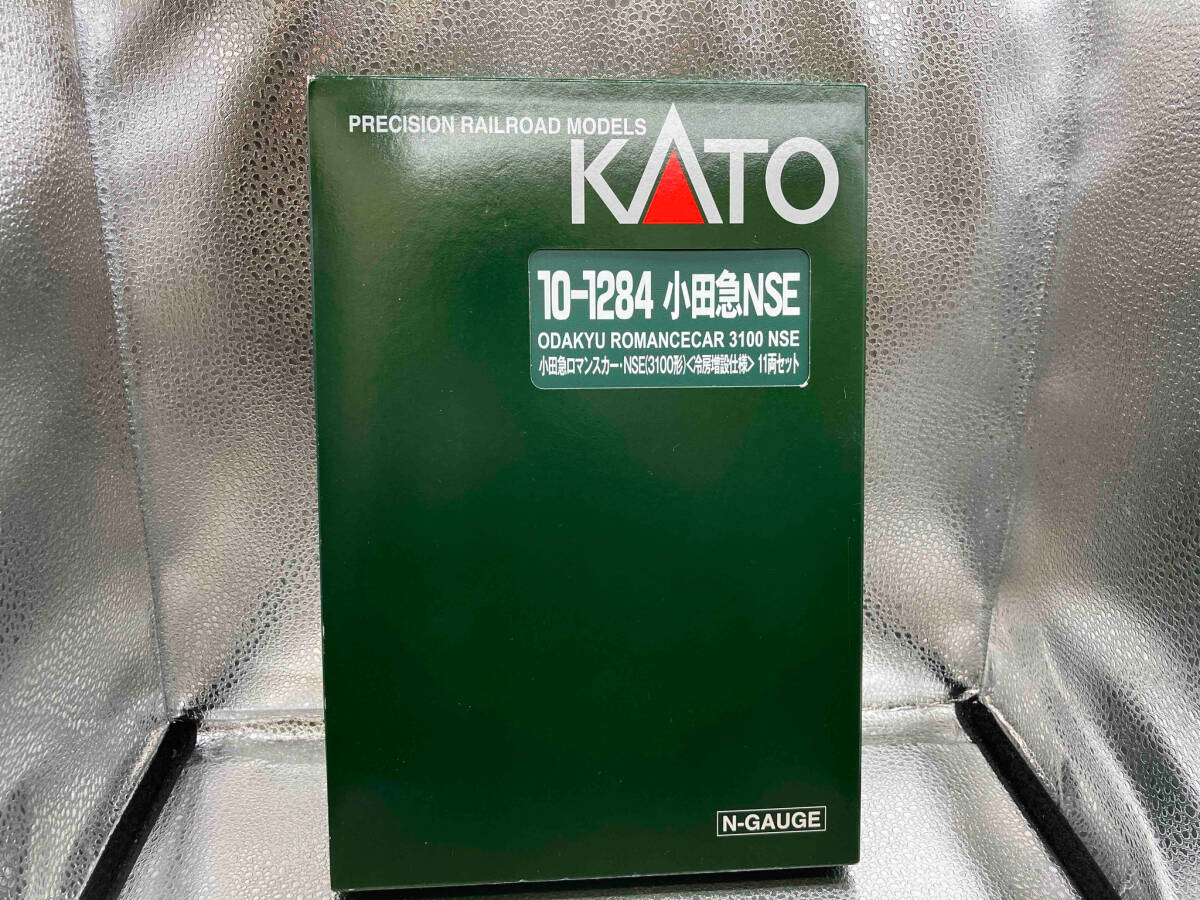 PRECISION RAILROAD MODELS
KATO
10-1284 小田急NSE
ODAKYU ROMANCECAR 3100 NSE
小田急ロマンスカー・NSE(3100形)<冷房増設仕様> 11両セット
N-GAUGE